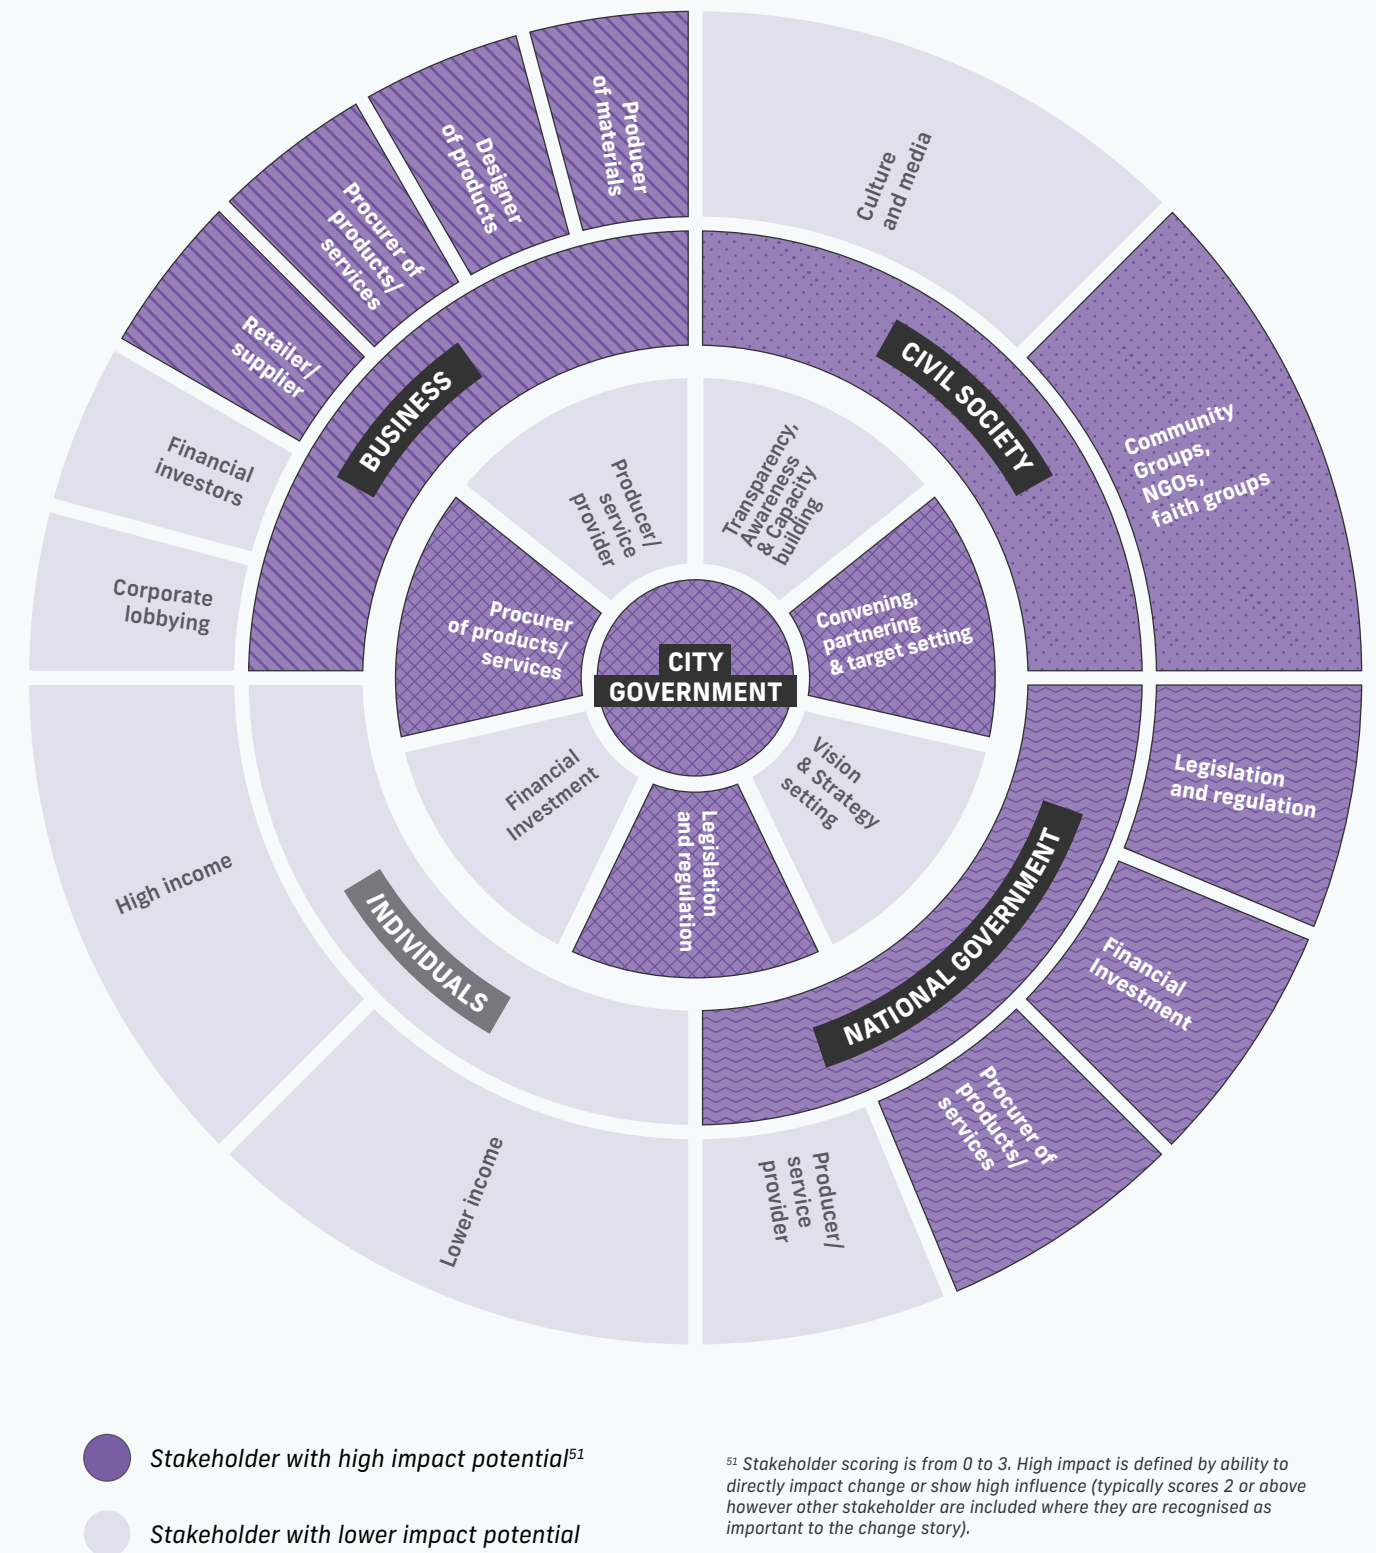 Producer
of materials
Designer
of products
Procurer of
products/
services
Retailer/
supplier
Financial
investors
Corporate
lobbying
BUSINESS
Culture
and media
Community
Groups,
NGOs,
faith groups
CIVIL SOCIETY
Producer/
service
provider
Transparency,
Awareness
& Capacity
building
Procurer
of products/
services
Convening,
partnering
& target setting
CITY
GOVERNMENT
Financial
Investment
Legislation
and regulation
Vision
& Strategy
setting
High income
Lower income
INDIVIDUALS
NATIONAL GOVERNMENT
Legislation
and regulation
Financial
Investment
Procurer of
products/
services
Producer/
service
provider
Stakeholder with high impact potential⁵¹
Stakeholder with lower impact potential
⁵¹ Stakeholder scoring is from 0 to 3. High impact is defined by ability to
directly impact change or show high influence (typically scores 2 or above
however other stakeholder are included where they are recognised as
important to the change story).